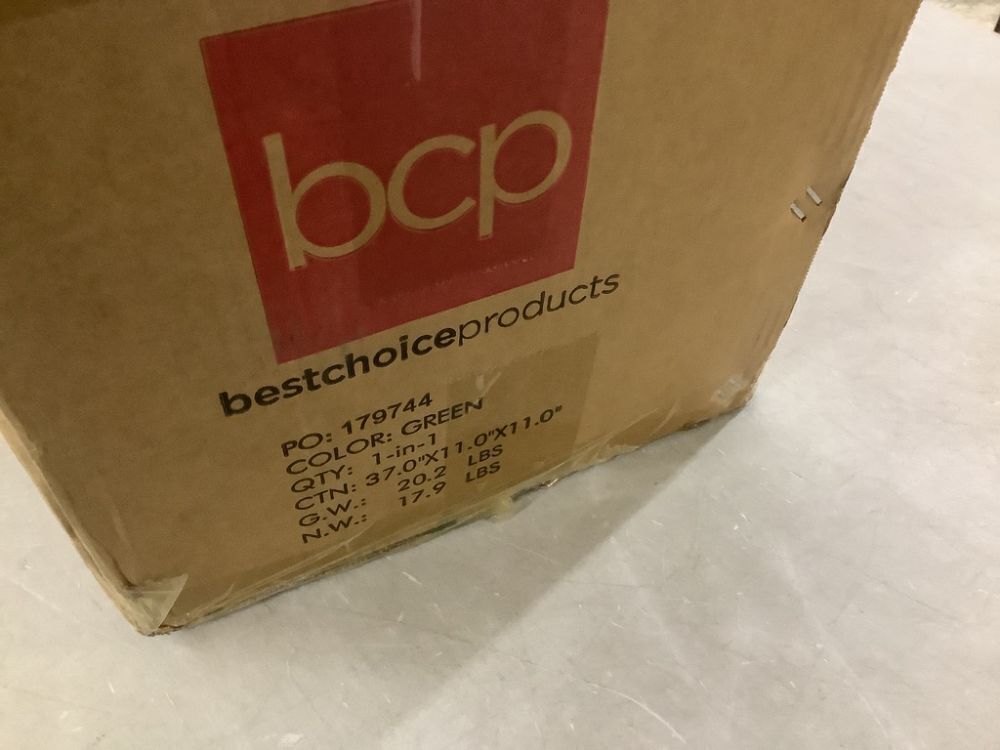 bcp
bestchoiceproducts
PO: 179744
COLOR: GREEN
QTY: 1-in-1
CTN: 37.0"X11.0"X11.0"
G.W.: 20.2 LBS
N.W.: 17.9 LBS